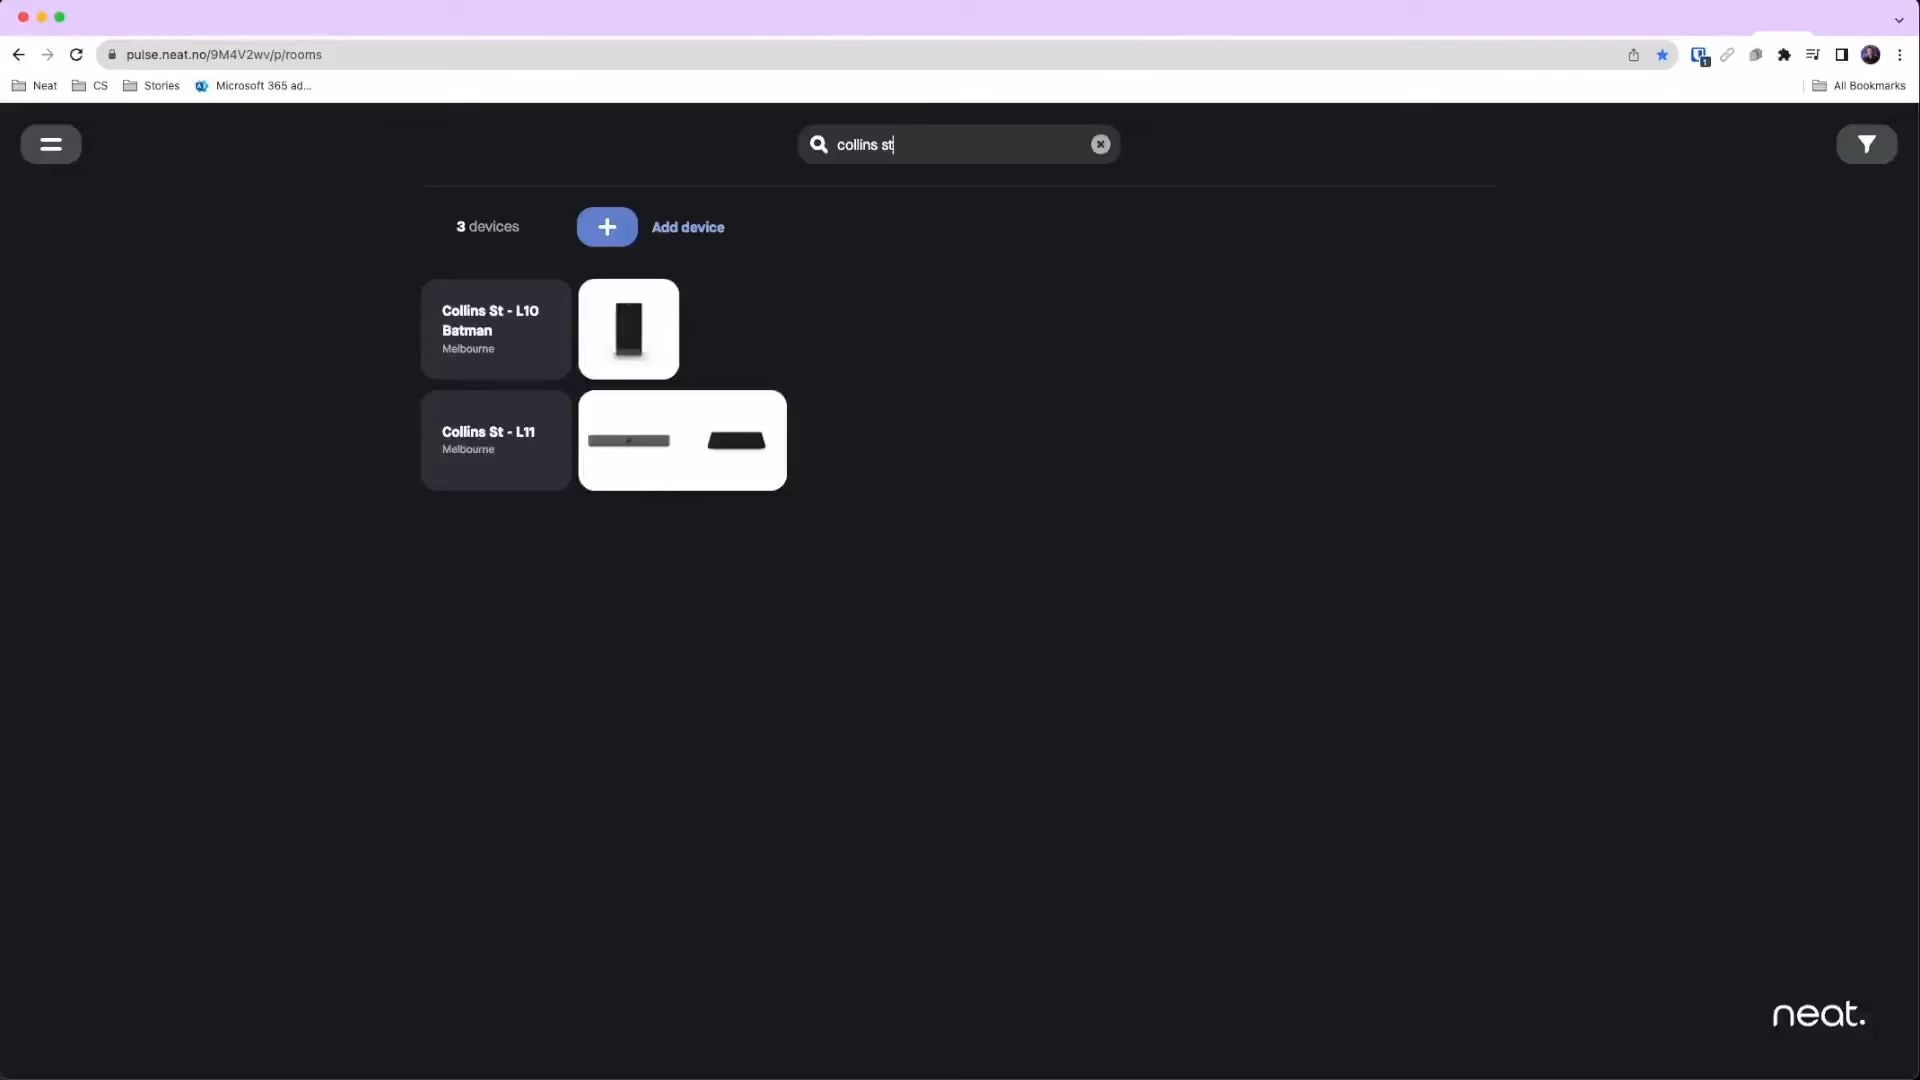 pulse.neat.no/9M4V2wv/p/rooms
1
Neat
CS
Stories
Microsoft 365 ad...
All Bookmarks
collins st
3 devices
Add device
Collins St - L10
Batman
Melbourne
Collins St - L11
Melbourne
neat.